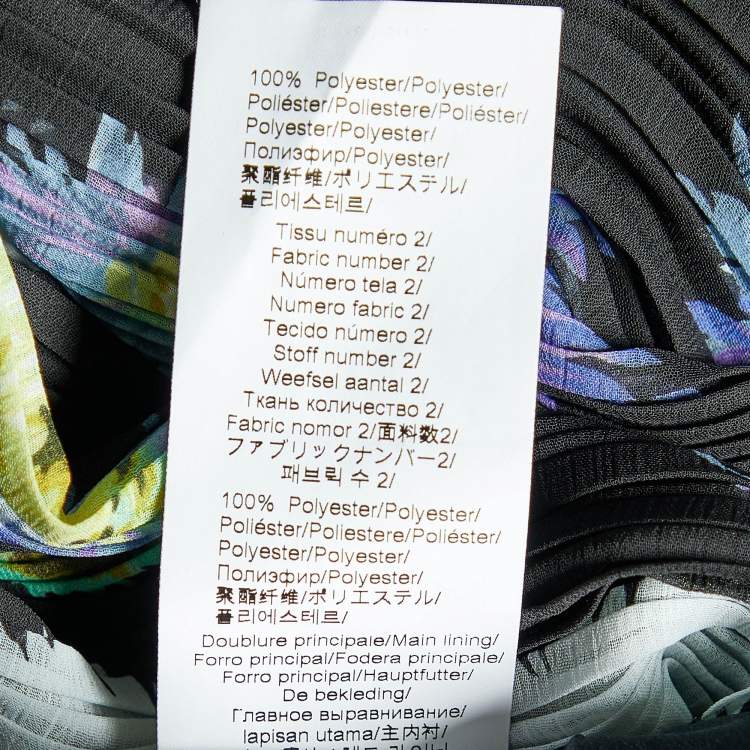 100% Polyester/Polyester/
Poliéster/Poliestere/Poliéster/
Polyester/Polyester/
Полиэфир/Polyester/
聚酯纤维/ポリエステル/
폴리에스테르/
Tissu numéro 2/
Fabric number 2/
Número tela 2/
Numero fabric 2/
Tecido número 2/
Stoff number 2/
Weefsel aantal 2/
Ткань количество 2/
Fabric nomor 2/面料数2/
ファブリックナンバー2/
패브릭 수 2/
100% Polyester/Polyester/
Poliéster/Poliestere/Poliéster/
Polyester/Polyester/
Полиэфир/Polyester/
聚酯纤维/ポリエステル/
폴리에스테르/
Doublure principale/Main lining/
Forro principal/Fodera principale/
Forro principal/Hauptfutter/
De bekleding/
Главное выравнивание/
lapisan utama/主内衬/